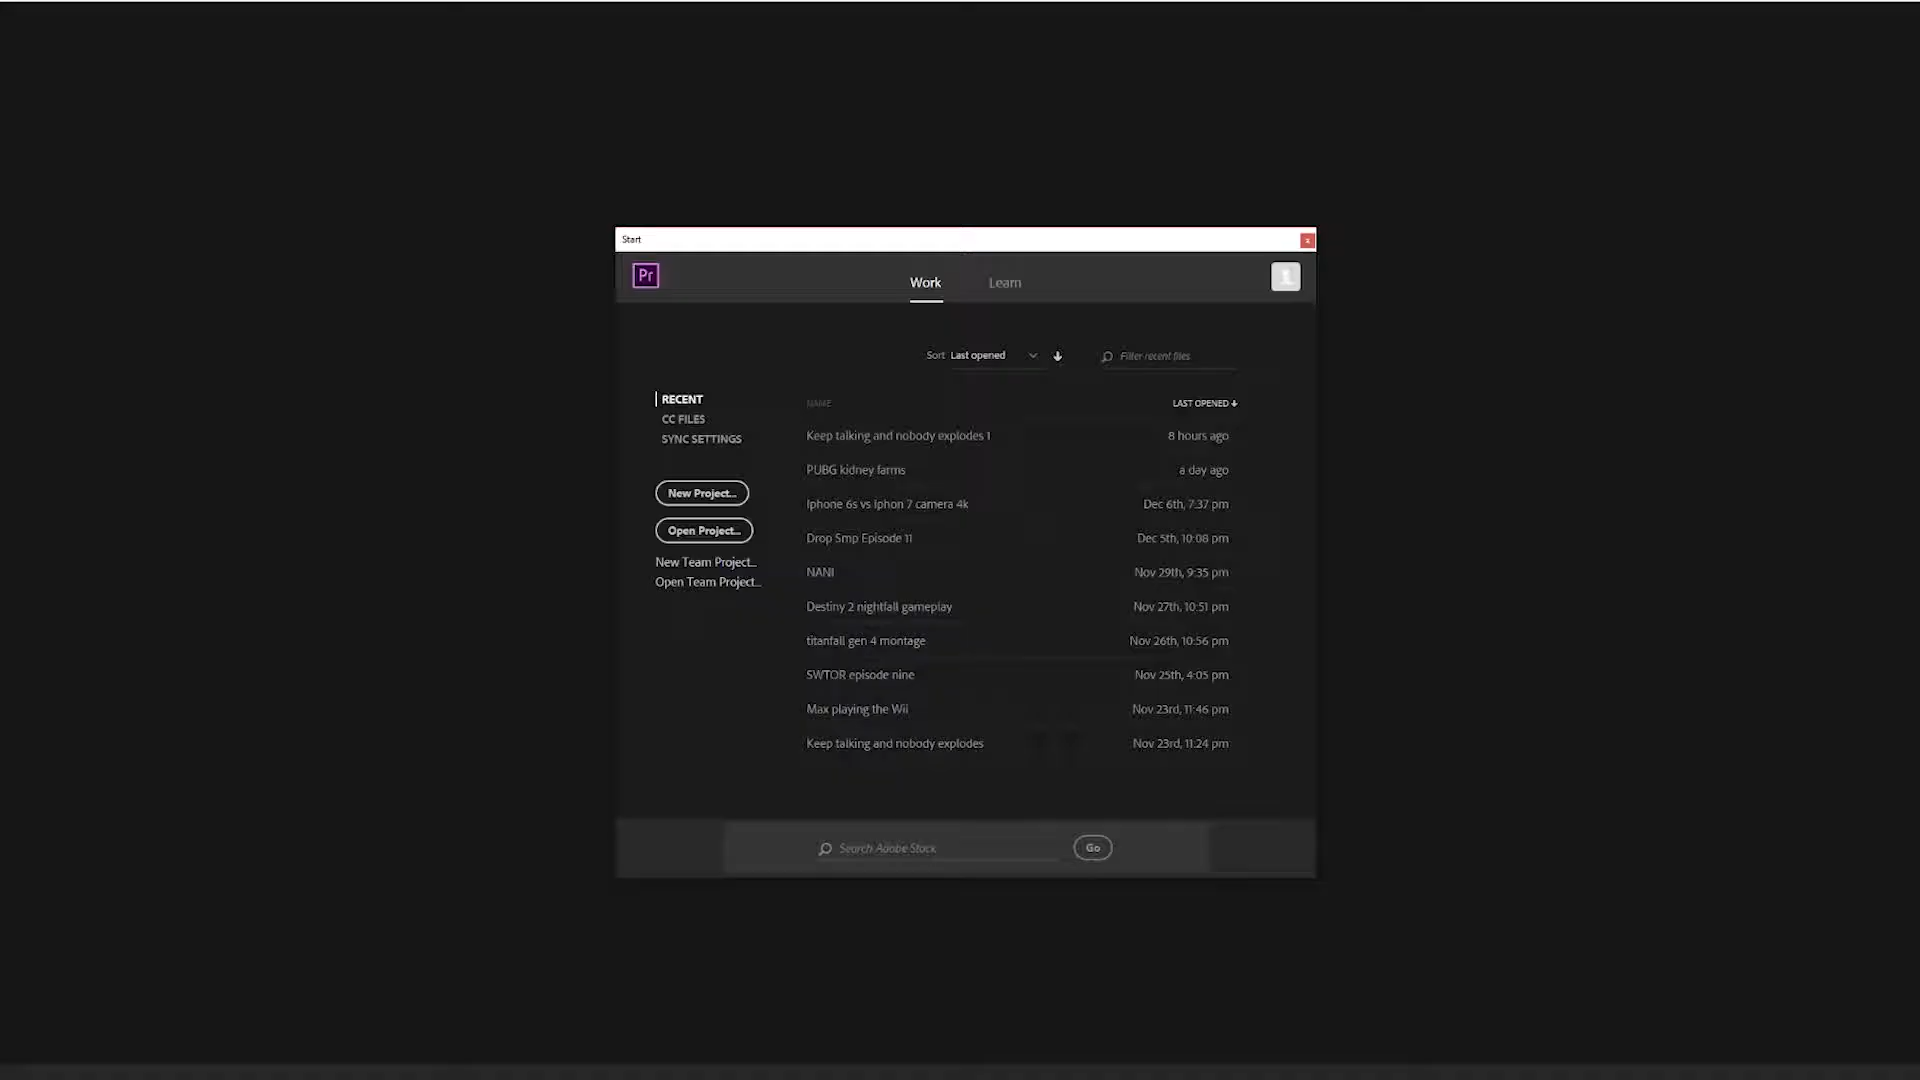 Start
Pr
Work Learn
Sort Last opened Filter recent files
RECENT
CC FILES
SYNC SETTINGS
New Project...
Open Project...
New Team Project...
Open Team Project...
NAME LAST OPENED
Keep talking and nobody explodes 1 8 hours ago
PUBG kidney farms a day ago
Iphone 6s vs Iphon 7 camera 4k Dec 6th, 7:37 pm
Drop Smp Episode 11 Dec 5th, 10:08 pm
NANI Nov 29th, 9:35 pm
Destiny 2 nightfall gameplay Nov 27th, 10:51 pm
titanfall gen 4 montage Nov 26th, 10:56 pm
SWTOR episode nine Nov 25th, 4:05 pm
Max playing the Wii Nov 23rd, 11:46 pm
Keep talking and nobody explodes Nov 23rd, 11:24 pm
Search Adobe Stock Go